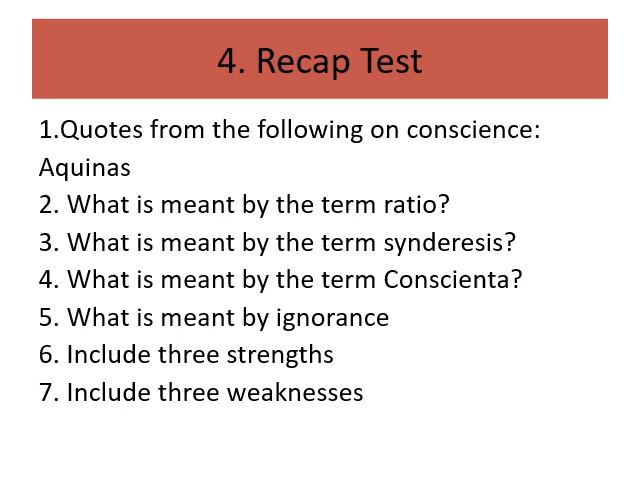 4. Recap Test
1.Quotes from the following on conscience:
Aquinas
2. What is meant by the term ratio?
3. What is meant by the term synderesis?
4. What is meant by the term Conscienta?
5. What is meant by ignorance
6. Include three strengths
7. Include three weaknesses